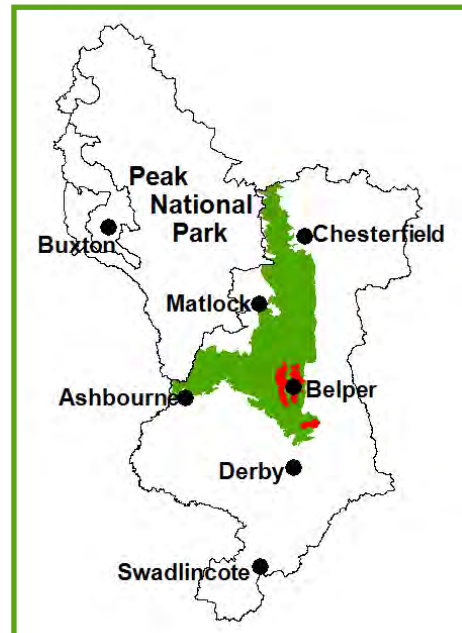 Peak
National
Park
Buxton
Chesterfield
Matlock
Ashbourne
Belper
Derby
Swadlincote